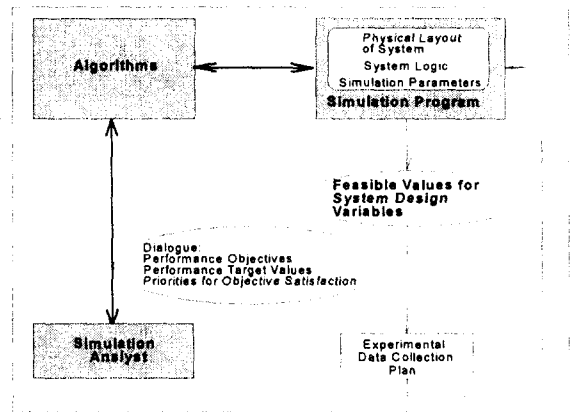 Algorithms
Physical Layout
of System
System Logic
Simulation Parameters
Simulation Program
Feasible Values for
System Design
Variables
Dialogue:
Performance Objectives
Performance Target Values
Priorities for Objective Satisfaction
Simulation
Analyst
Experimental
Data Collection
Plan